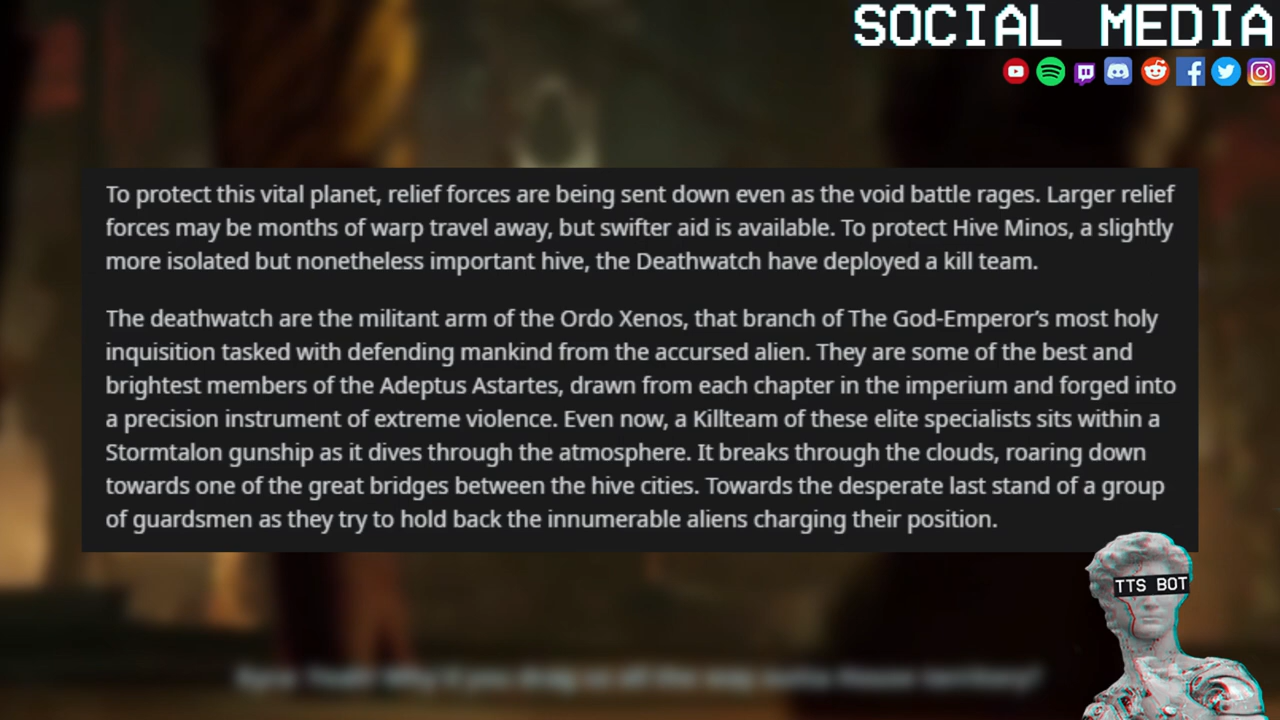 SOCIAL MEDIA
To protect this vital planet, relief forces are being sent down even as the void battle rages. Larger relief
forces may be months of warp travel away, but swifter aid is available. To protect Hive Minos, a slightly
more isolated but nonetheless important hive, the Deathwatch have deployed a kill team.
The deathwatch are the militant arm of the Ordo Xenos, that branch of The God-Emperor’s most holy
inquisition tasked with defending mankind from the accursed alien. They are some of the best and
brightest members of the Adeptus Astartes, drawn from each chapter in the imperium and forged into
a precision instrument of extreme violence. Even now, a Killteam of these elite specialists sits within a
Stormtalon gunship as it dives through the atmosphere. It breaks through the clouds, roaring down
towards one of the great bridges between the hive cities. Towards the desperate last stand of a group
of guardsmen as they try to hold back the innumerable aliens charging their position.
TTS BOT